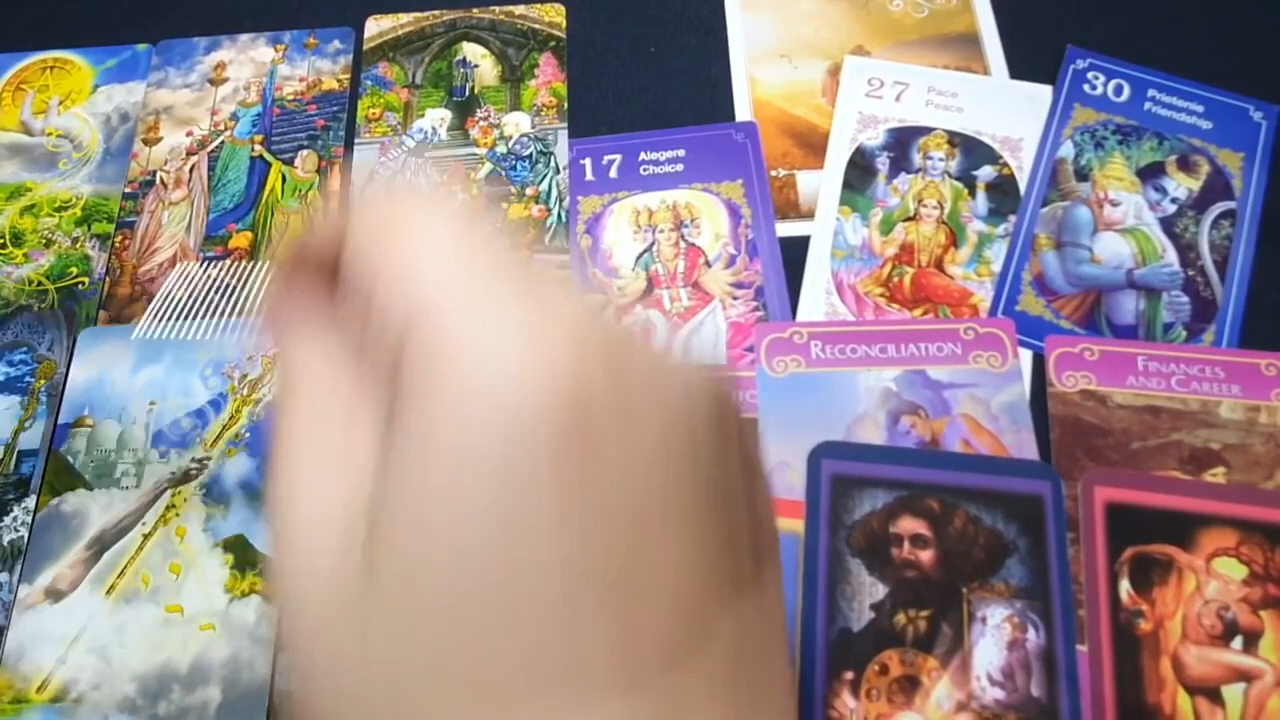 17 Alegere
Choice
27 Pace
Peace
30 Prietenie
Friendship
RECONCILIATION
FINANCES
AND CAREER